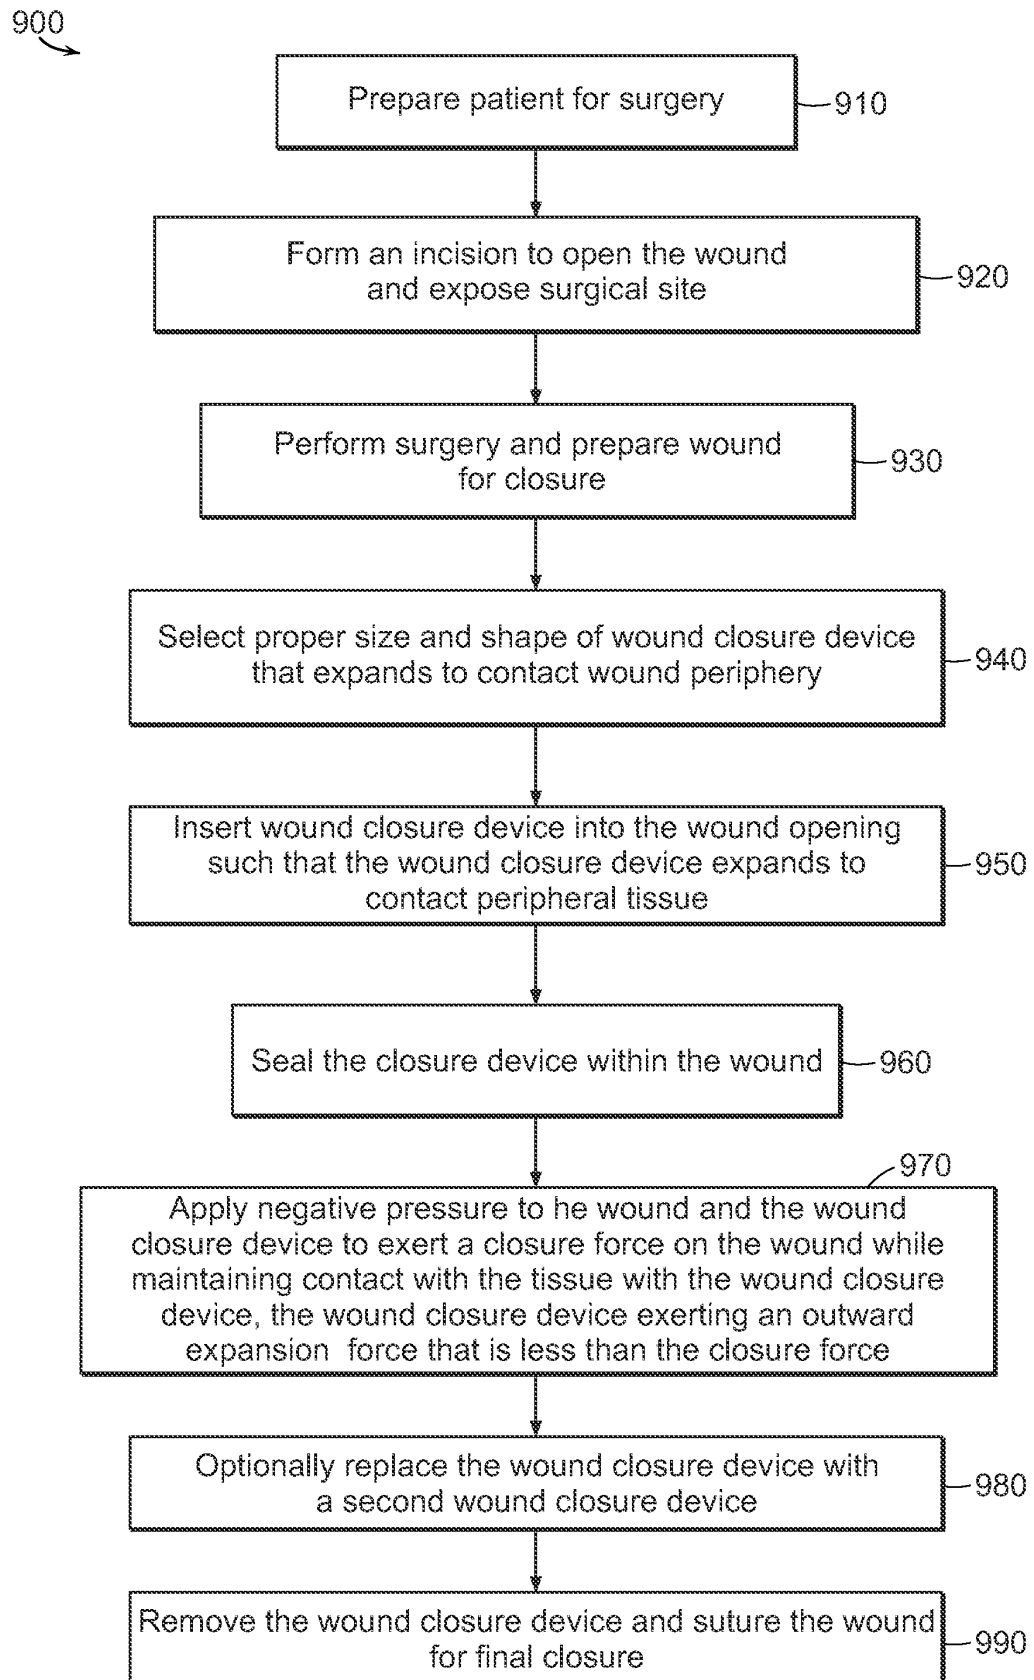 900
Prepare patient for surgery
910
Form an incision to open the wound
and expose surgical site
920
Perform surgery and prepare wound
for closure
930
Select proper size and shape of wound closure device
that expands to contact wound periphery
940
Insert wound closure device into the wound opening
such that the wound closure device expands to
contact peripheral tissue
950
Seal the closure device within the wound
960
970
Apply negative pressure to he wound and the wound
closure device to exert a closure force on the wound while
maintaining contact with the tissue with the wound closure
device, the wound closure device exerting an outward
expansion force that is less than the closure force
Optionally replace the wound closure device with
a second wound closure device
980
Remove the wound closure device and suture the wound
for final closure
990